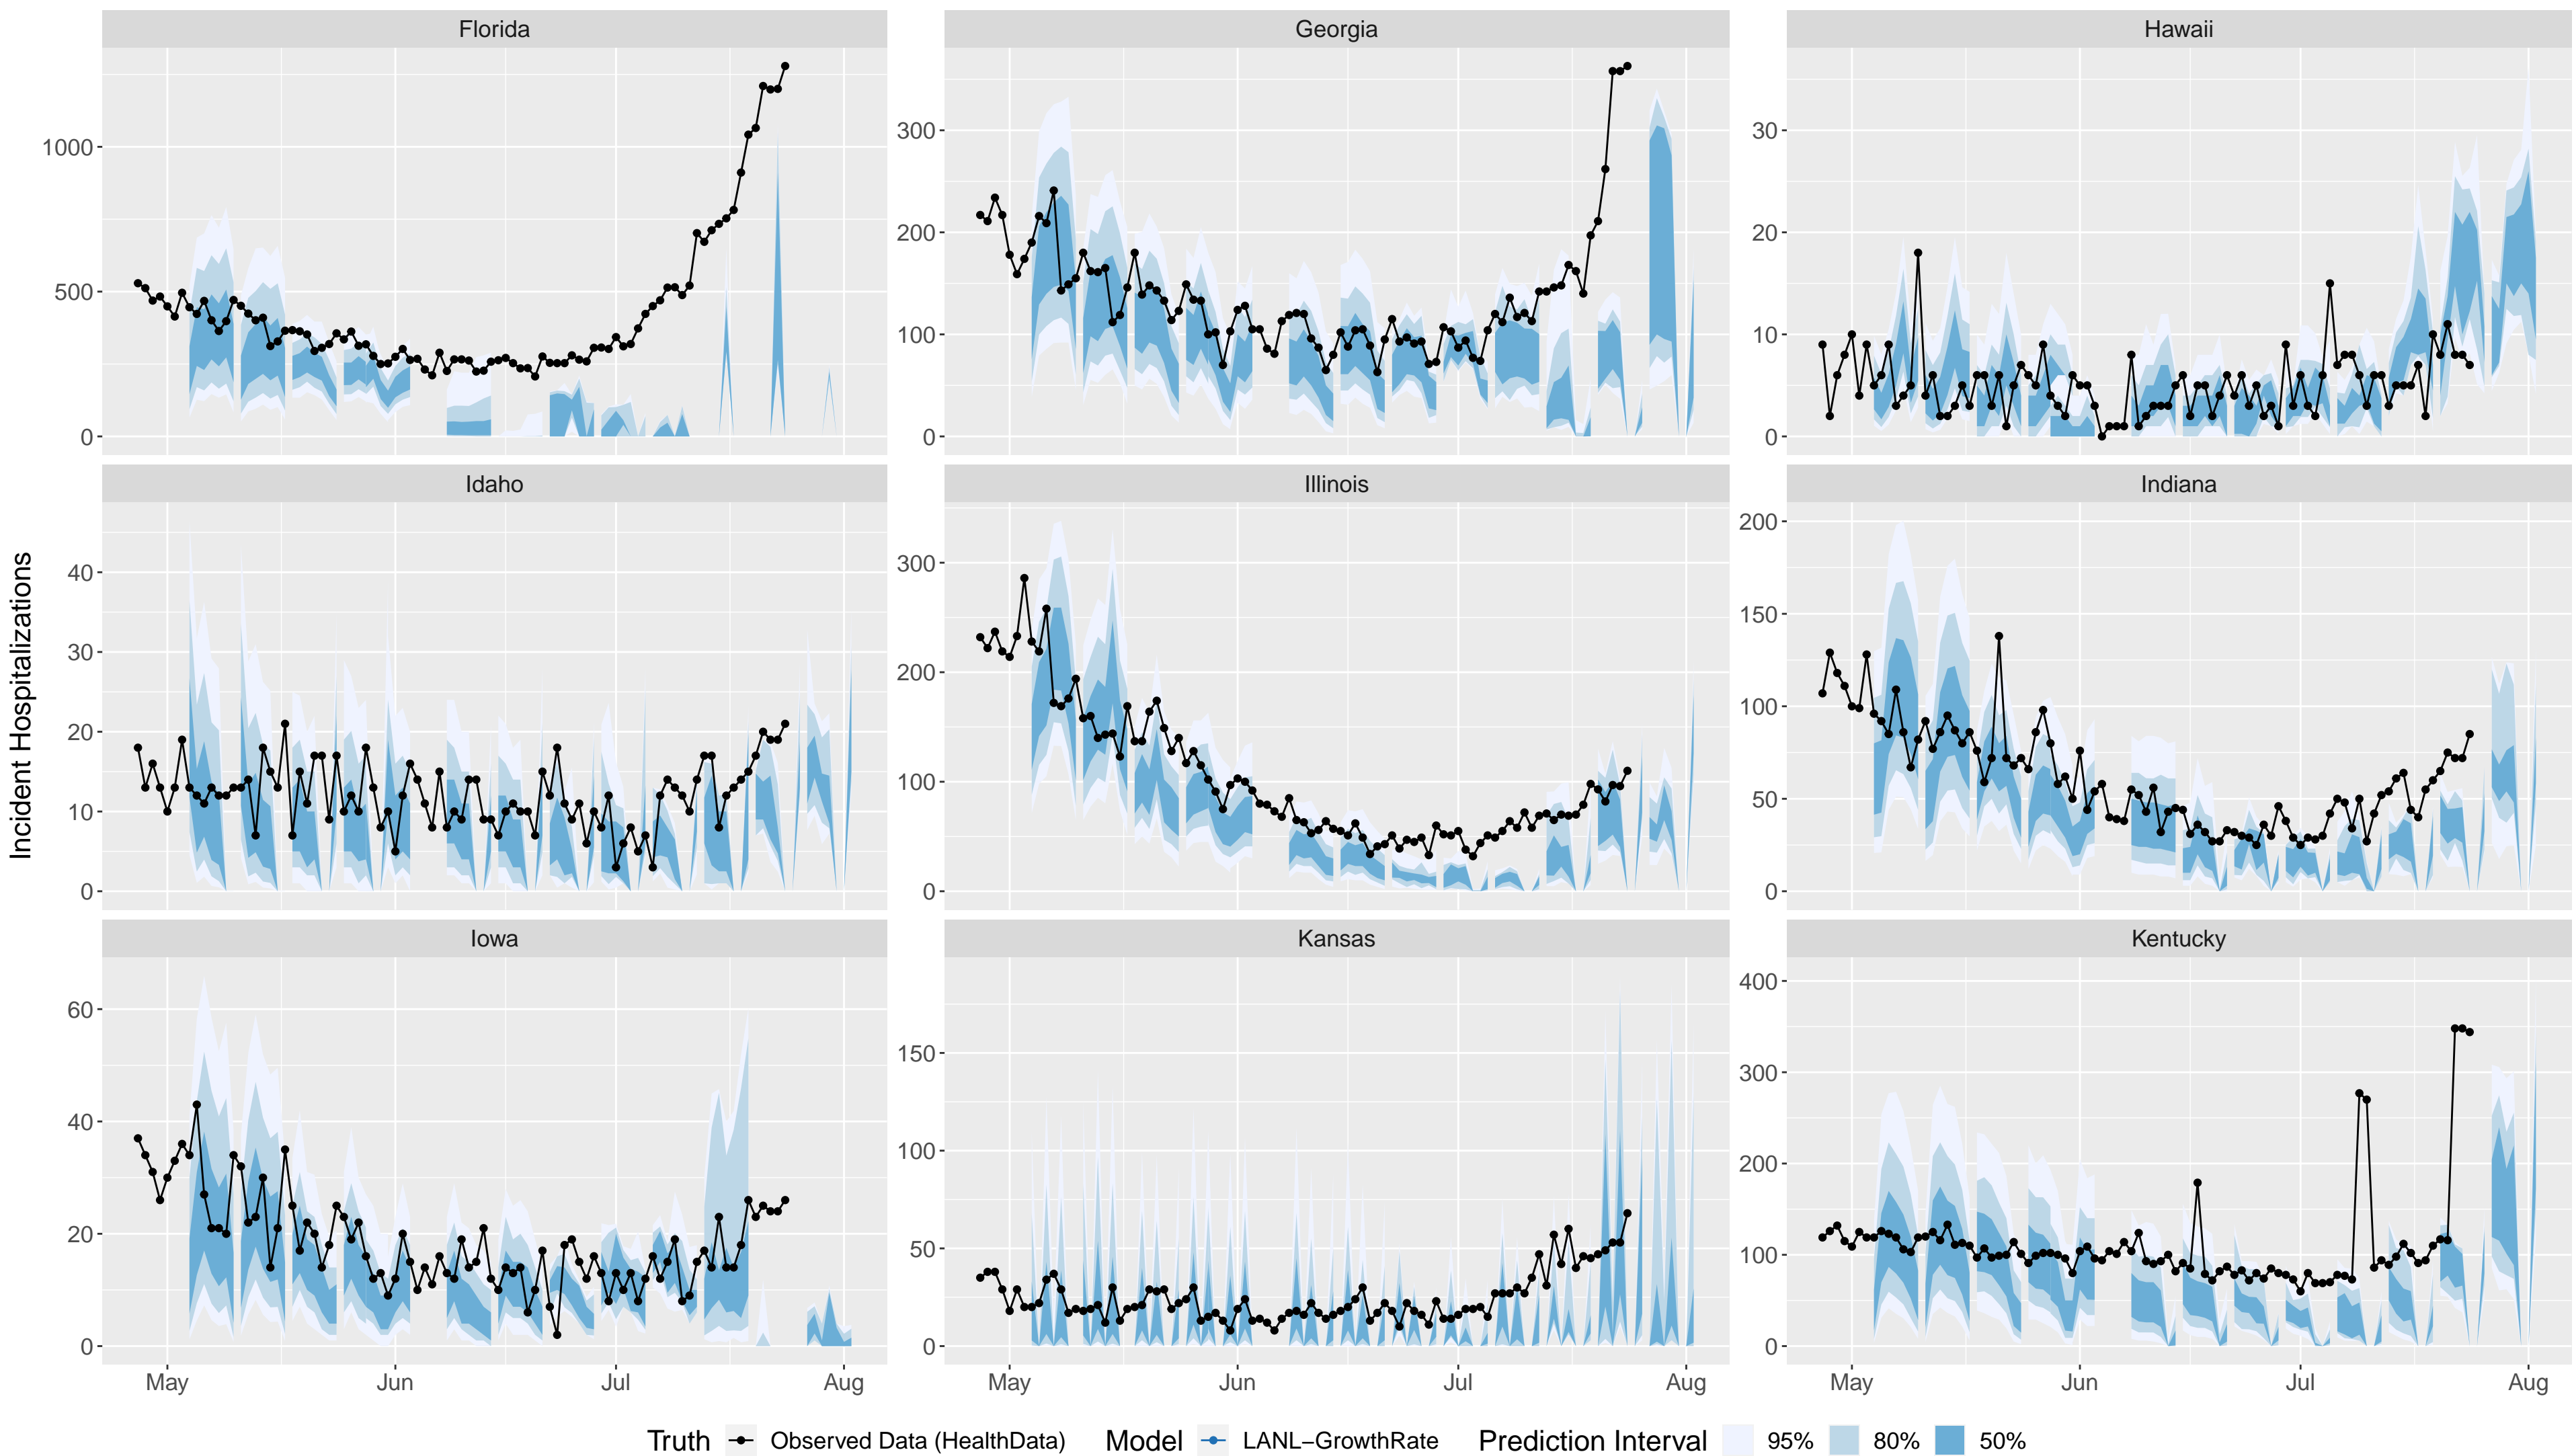 Florida
Georgia
Hawaii
1000
500
0
300
200
100
0
30
20
10
0
Idaho
Illinois
Indiana
Incident Hospitalizations
40
30
20
10
0
300
200
100
0
200
150
100
50
0
Iowa
Kansas
Kentucky
60
40
20
0
150
100
50
0
400
300
200
100
0
May Jun Jul Aug
May Jun Jul Aug
May Jun Jul Aug
Truth Observed Data (HealthData) Model LANL−GrowthRate Prediction Interval 95% 80% 50%